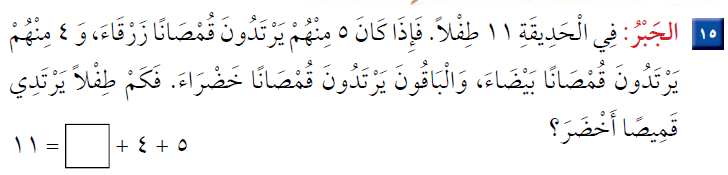 ١٥ الجَبْرُ: فِي الْحَدِيقَةِ ١١ طِفْلاً. فَإِذَا كَانَ ٥ مِنْهُمْ يَرْتَدُونَ قُمْصَانًا زَرْقَاءَ، وَ ٤ مِنْهُمْ
يَرْتَدُونَ قُمْصَانًا بَيْضَاءَ، وَالْبَاقُونَ يَرْتَدُونَ قُمْصَانًا خَضْرَاءَ. فَكَمْ طِفْلاً يَرْتَدِي
قَمِيصًا أَخْضَرَ؟
٥ + ٤ + □ = ١١